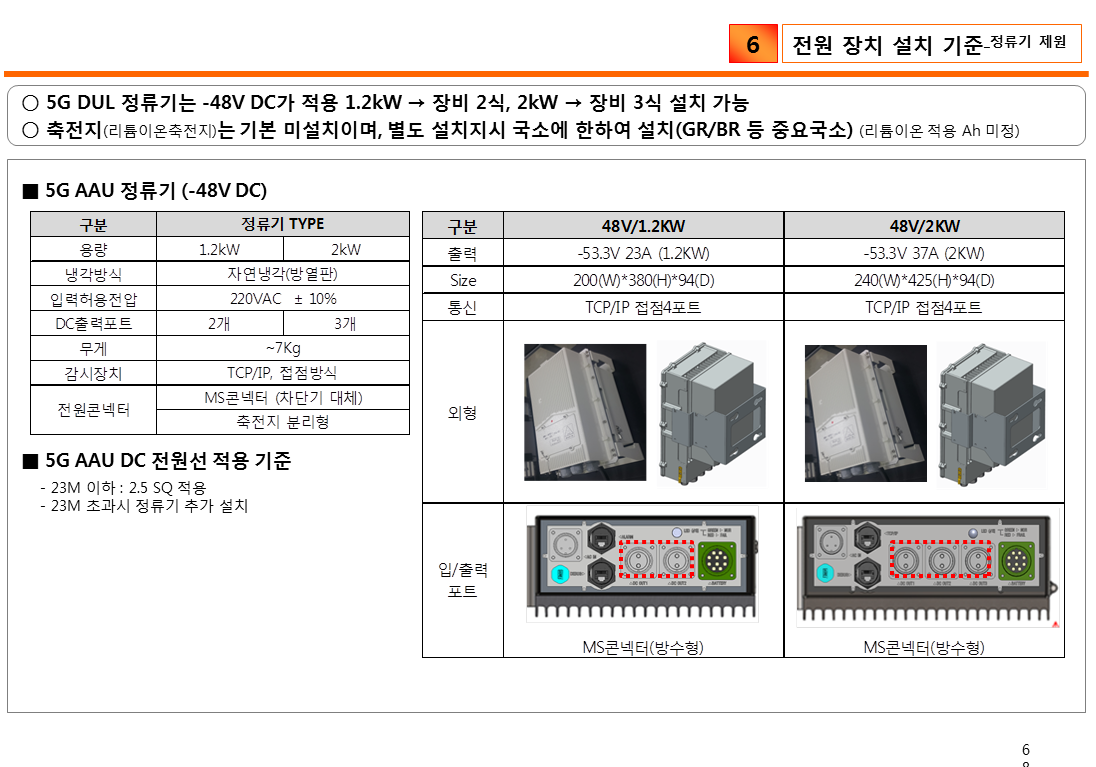 6
전원 장치 설치 기준_정류기 제원
○ 5G DUL 정류기는 -48V DC가 적용 1.2kW → 장비 2식, 2kW → 장비 3식 설치 가능
○ 축전지(리튬이온축전지)는 기본 미설치이며, 별도 설치지시 국소에 한하여 설치(GR/BR 등 중요국소) (리튬이온 적용 Ah 미정)
■ 5G AAU 정류기 (-48V DC)
구분 정류기 TYPE
용량 1.2kW 2kW
냉각방식 자연냉각(방열판)
입력허용전압 220VAC ± 10%
DC출력포트 2개 3개
무게 ~7Kg
감시장치 TCP/IP, 접점방식
전원콘넥터 MS콘넥터 (차단기 대체)
축전지 분리형
■ 5G AAU DC 전원선 적용 기준
- 23M 이하 : 2.5 SQ 적용
- 23M 초과시 정류기 추가 설치
구분 48V/1.2KW 48V/2KW
출력 -53.3V 23A (1.2KW) -53.3V 37A (2KW)
Size 200(W)*380(H)*94(D) 240(W)*425(H)*94(D)
통신 TCP/IP 접점4포트 TCP/IP 접점4포트
외형
입/출력
포트
DC OUT1 DC OUT2 BATTERY
DC OUT1 DC OUT2 BATTERY
MS콘넥터(방수형) MS콘넥터(방수형)
6